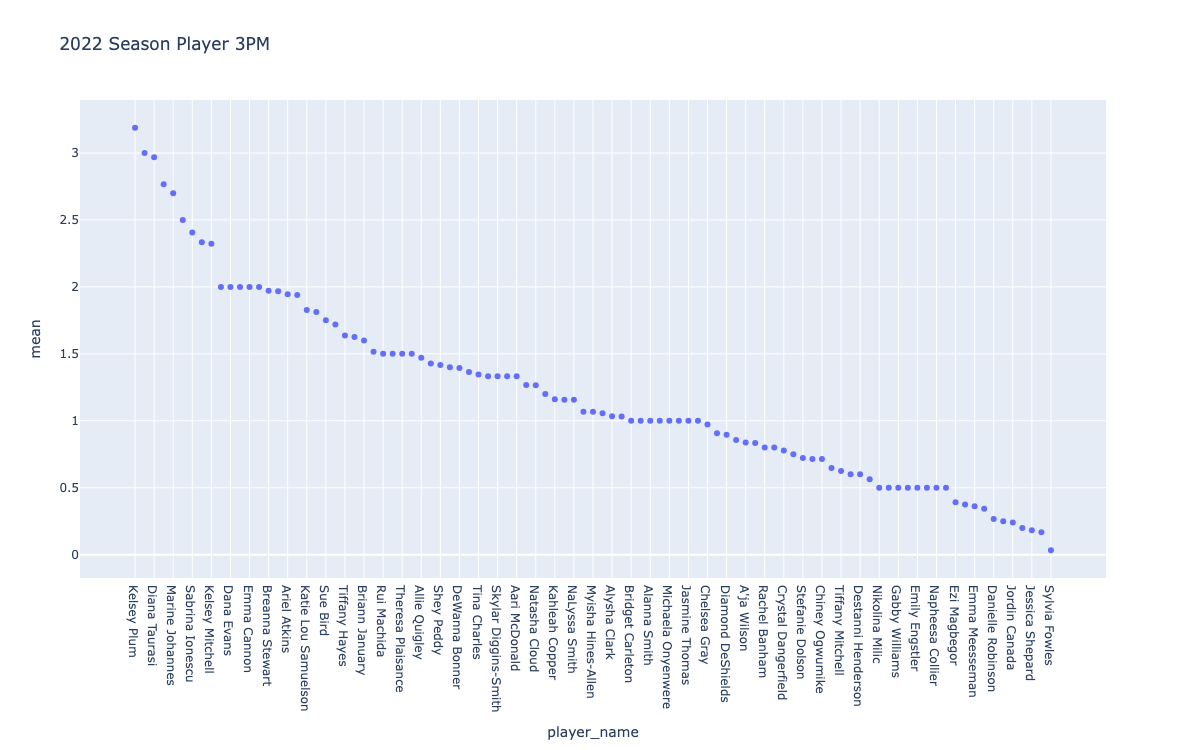 2022 Season Player 3PM
mean
3
2.5
2
1.5
1
0.5
0
Kelsey Plum
Diana Taurasi
Marine Johannes
Sabrina Ionescu
Kelsey Mitchell
Dana Evans
Emma Cannon
Breanna Stewart
Ariel Atkins
Katie Lou Samuelson
Sue Bird
Tiffany Hayes
Briann January
Rui Machida
Theresa Plaisance
Allie Quigley
Shey Peddy
DeWanna Bonner
Tina Charles
Skylar Diggins-Smith
Aari McDonald
Natasha Cloud
Kahleah Copper
NaLyssa Smith
Myisha Hines-Allen
Alysha Clark
Bridget Carleton
Alanna Smith
Michaela Onyenwere
Jasmine Thomas
Chelsea Gray
Diamond DeShields
A'ja Wilson
Rachel Banham
Crystal Dangerfield
Stefanie Dolson
Chiney Ogwumike
Tiffany Mitchell
Destanni Henderson
Nikolina Milic
Gabby Williams
Emily Engstler
Napheesa Collier
Ezi Magbegor
Emma Meesseman
Danielle Robinson
Jordin Canada
Jessica Shepard
Sylvia Fowles
player_name